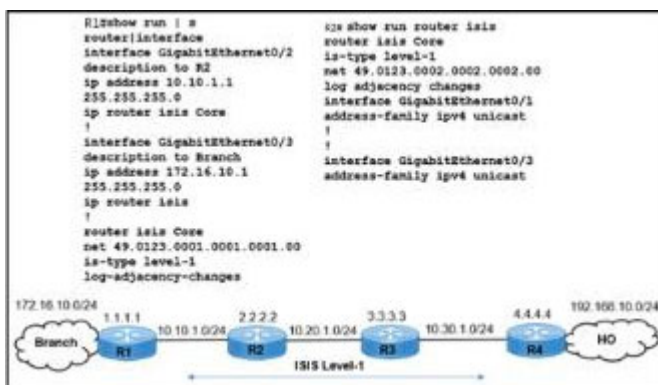 R1#show run | s
router|interface
interface GigabitEthernet0/2
description to R2
ip address 10.10.1.1
255.255.255.0
ip router isis Core
!
interface GigabitEthernet0/3
description to Branch
ip address 172.16.10.1
255.255.255.0
ip router isis
!
router isis Core
net 49.0123.0001.0001.0001.00
is-type level-1
log-adjacency-changes
R2# show run router isis
router isis Core
is-type level-1
net 49.0123.0002.0002.0002.00
log adjacency changes
interface GigabitEthernet0/1
address-family ipv4 unicast
!
!
interface GigabitEthernet0/3
address-family ipv4 unicast
172.16.10.0/24
1.1.1.1
2.2.2.2
3.3.3.3
4.4.4.4
192.168.10.0/24
Branch
R1
10.10.1.0/24
R2
10.20.1.0/24
R3
10.30.1.0/24
R4
HO
ISIS Level-1